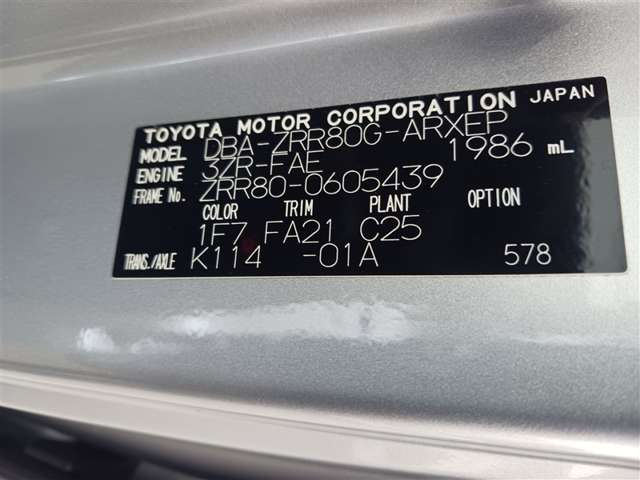 TOYOTA MOTOR CORPORATION JAPAN
MODEL DBA-ZRR80G-ARXEP
ENGINE 3ZR-FAE 1986 mL
FRAME No. ZRR80-0605439
COLOR TRIM PLANT OPTION
1F7 FA21 C25
TRANS./AXLE K114 -01A 578